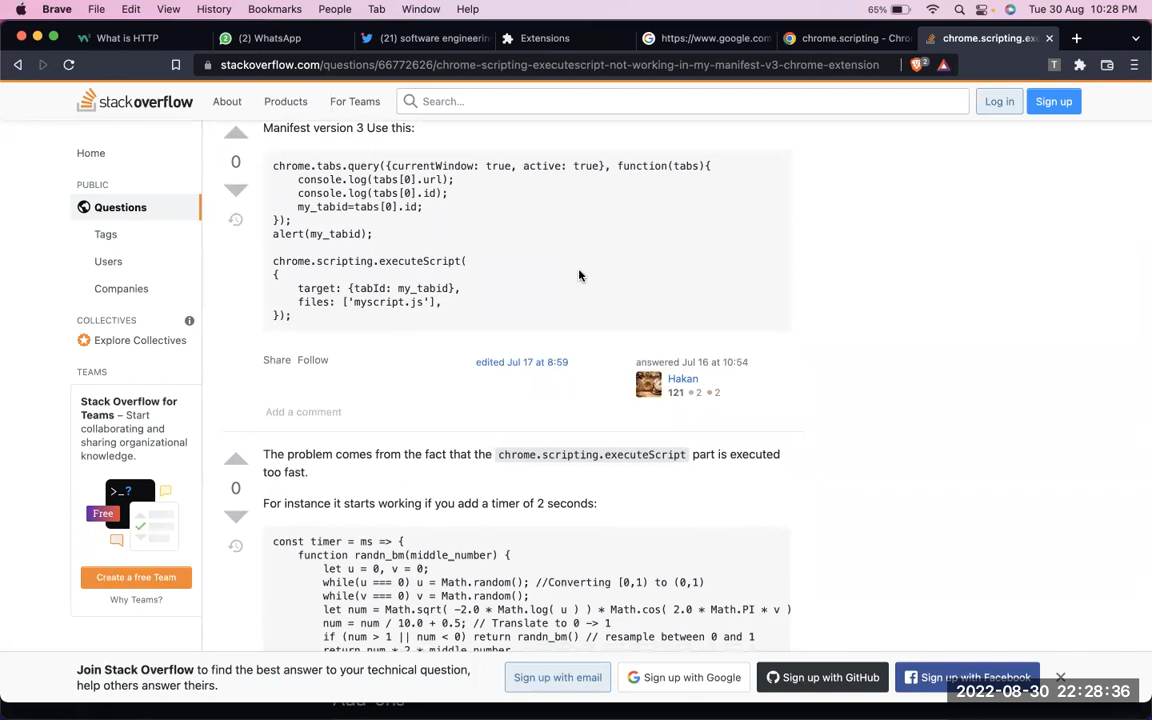 Brave File Edit View History Bookmarks People Tab Window Help 65% Tue 30 Aug 10:28 PM
What is HTTP (2) WhatsApp (21) software engineerin Extensions https://www.google.com chrome.scripting - Chro chrome.scripting.exe
stackoverflow.com/questions/66772626/chrome-scripting-executescript-not-working-in-my-manifest-v3-chrome-extension 2 T
stackoverflow About Products For Teams Search... Log in Sign up
Home
PUBLIC
Questions
Tags
Users
Companies
COLLECTIVES
Explore Collectives
TEAMS
Stack Overflow for
Teams – Start
collaborating and
sharing organizational
knowledge.
>_?
Free
Create a free Team
Why Teams?
Manifest version 3 Use this:
0
chrome.tabs.query({currentWindow: true, active: true}, function(tabs){
console.log(tabs[0].url);
console.log(tabs[0].id);
my_tabid=tabs[0].id;
});
alert(my_tabid);
chrome.scripting.executeScript(
{
target: {tabId: my_tabid},
files: ['myscript.js'],
});
Share Follow edited Jul 17 at 8:59 answered Jul 16 at 10:54
Hakan
121 2 2
Add a comment
The problem comes from the fact that the chrome.scripting.executeScript part is executed
too fast.
0
For instance it starts working if you add a timer of 2 seconds:
const timer = ms => {
function randn_bm(middle_number) {
let u = 0, v = 0;
while(u === 0) u = Math.random(); //Converting [0,1) to (0,1)
while(v === 0) v = Math.random();
let num = Math.sqrt( -2.0 * Math.log( u ) ) * Math.cos( 2.0 * Math.PI * v )
num = num / 10.0 + 0.5; // Translate to 0 -> 1
if (num > 1 || num < 0) return randn_bm() // resample between 0 and 1
return num * 2 * middle_number
Join Stack Overflow to find the best answer to your technical question,
help others answer theirs.
Sign up with email Sign up with Google Sign up with GitHub Sign up with Facebook
2022-08-30 22:28:36